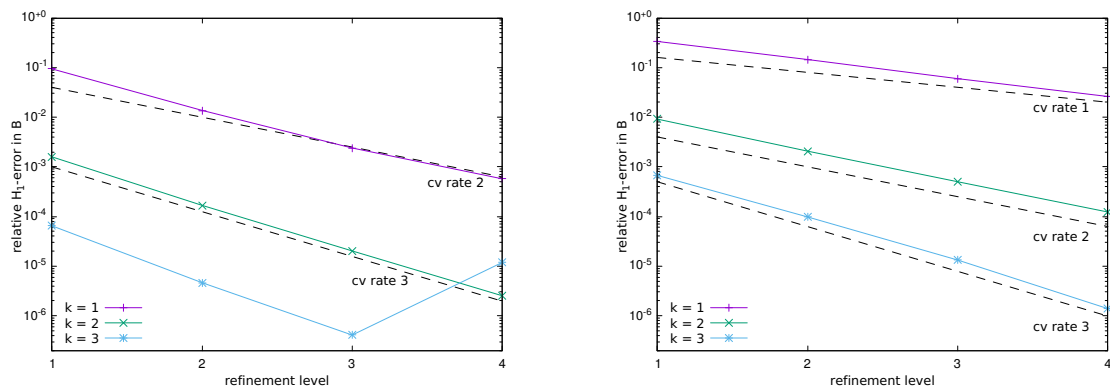 10^+0
10^-1
10^-2
10^-3
10^-4
10^-5
10^-6
relative H₁-error in B
cv rate 2
cv rate 3
k = 1
k = 2
k = 3
1 2 3 4
refinement level
10^+0
10^-1
10^-2
10^-3
10^-4
10^-5
10^-6
relative H₁-error in B
cv rate 1
cv rate 2
cv rate 3
k = 1
k = 2
k = 3
1 2 3 4
refinement level